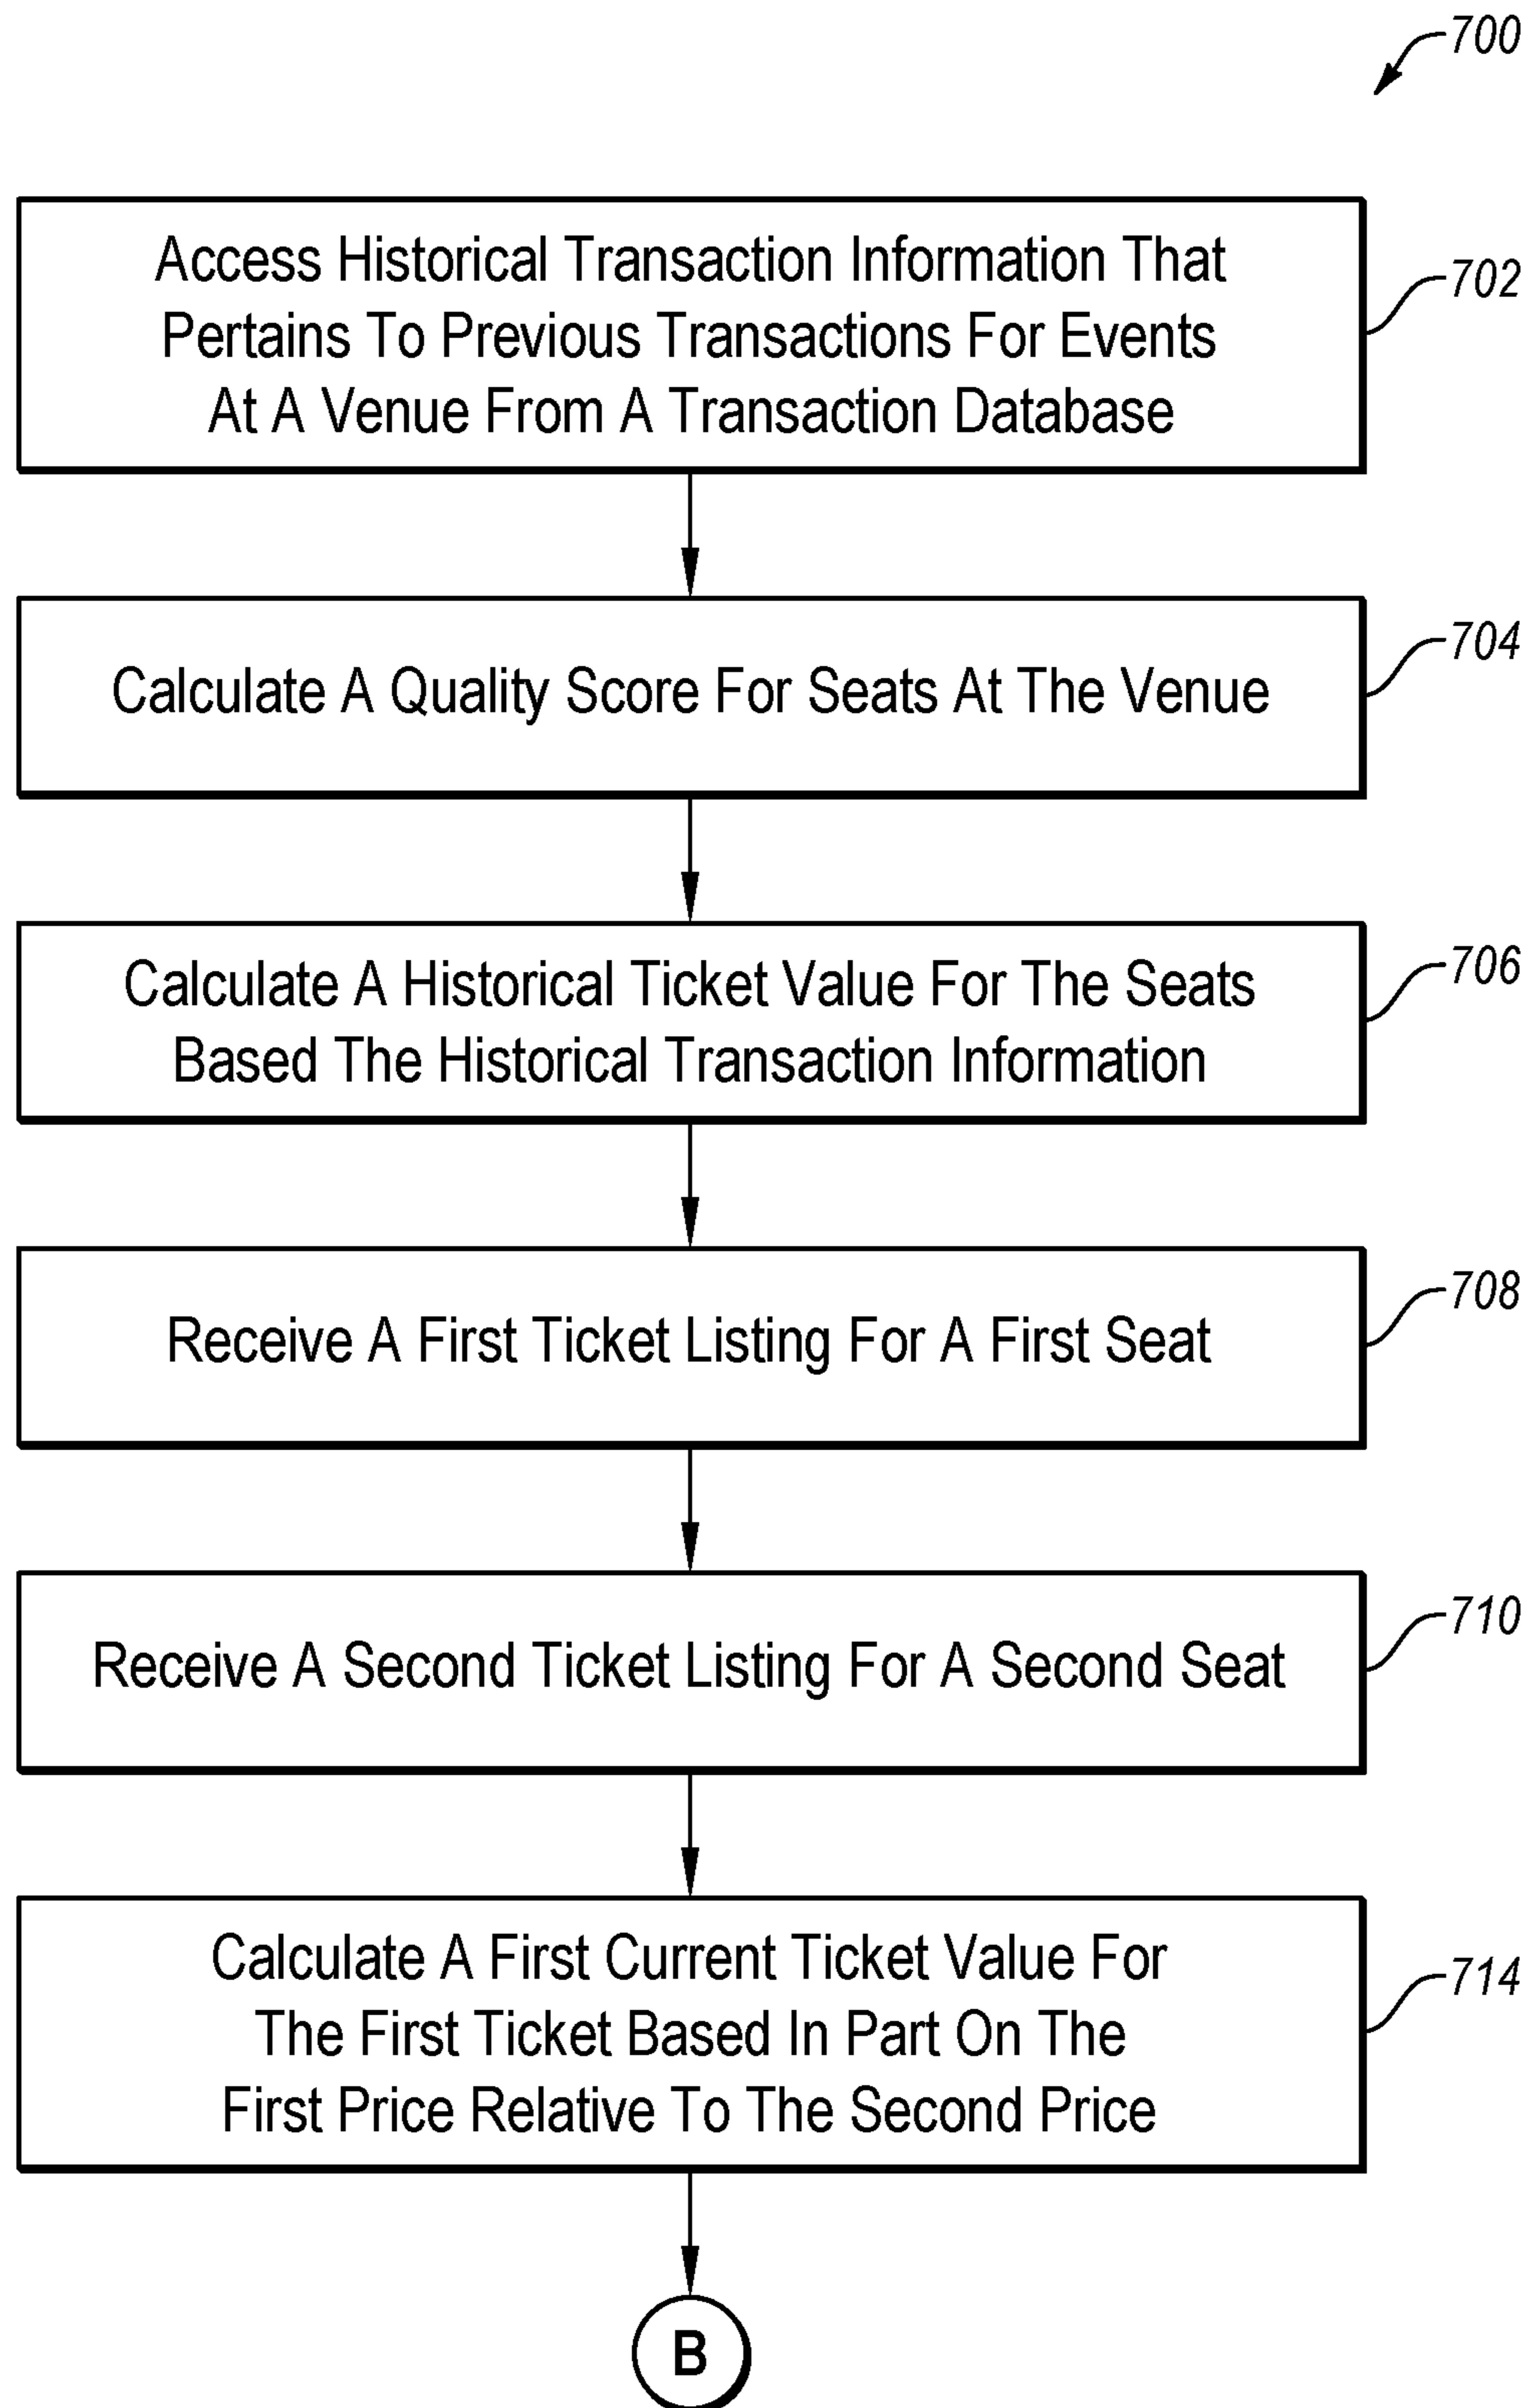 700
Access Historical Transaction Information That
Pertains To Previous Transactions For Events
At A Venue From A Transaction Database
702
Calculate A Quality Score For Seats At The Venue
704
Calculate A Historical Ticket Value For The Seats
Based The Historical Transaction Information
706
Receive A First Ticket Listing For A First Seat
708
Receive A Second Ticket Listing For A Second Seat
710
Calculate A First Current Ticket Value For
The First Ticket Based In Part On The
First Price Relative To The Second Price
714
B